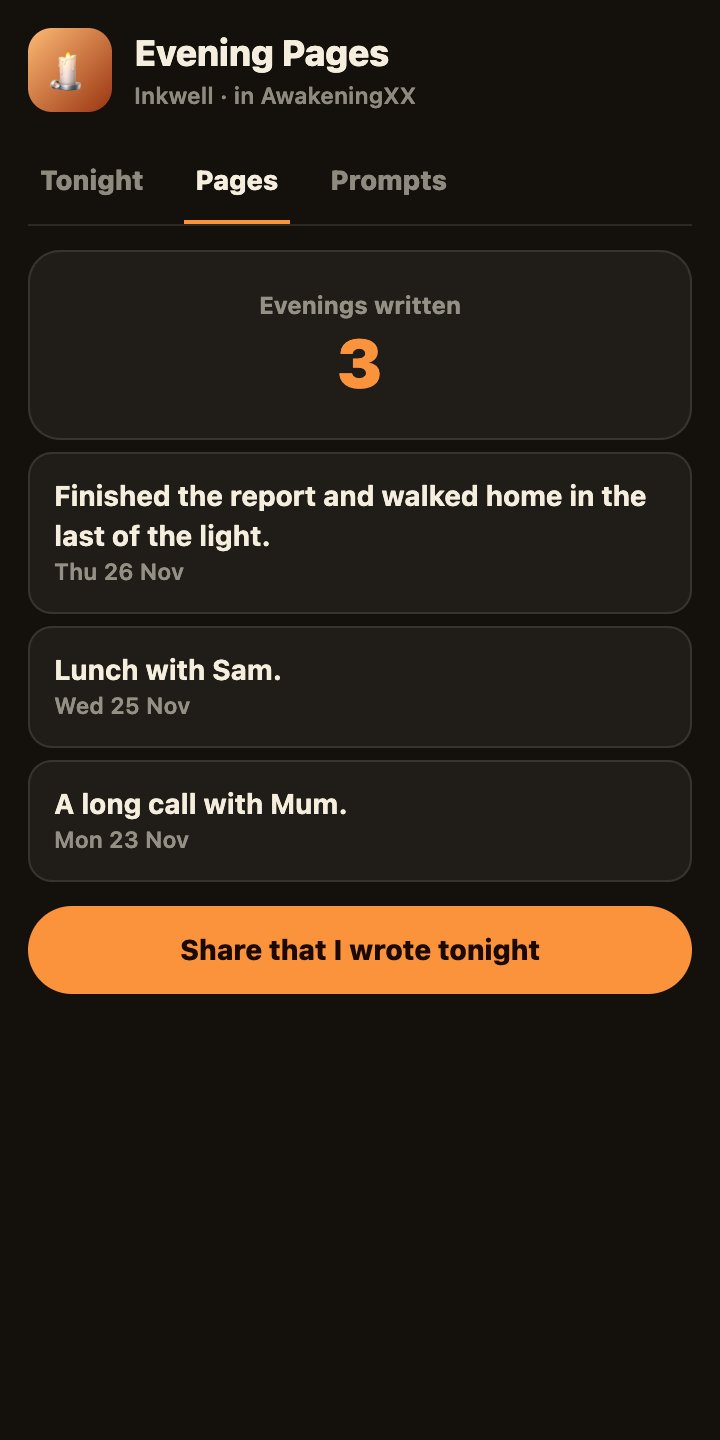 Evening Pages
Inkwell · in AwakeningXX
Tonight
Pages
Prompts
Evenings written
3
Finished the report and walked home in the
last of the light.
Thu 26 Nov
Lunch with Sam.
Wed 25 Nov
A long call with Mum.
Mon 23 Nov
Share that I wrote tonight